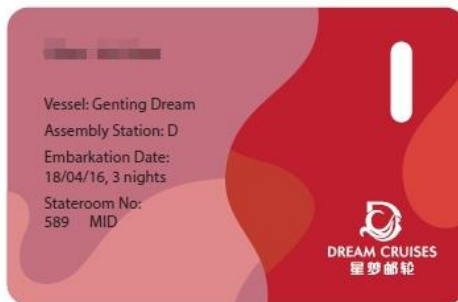 Vessel: Genting Dream
Assembly Station: D
Embarkation Date:
18/04/16, 3 nights
Stateroom No:
589 MID
DREAM CRUISES
星梦邮轮